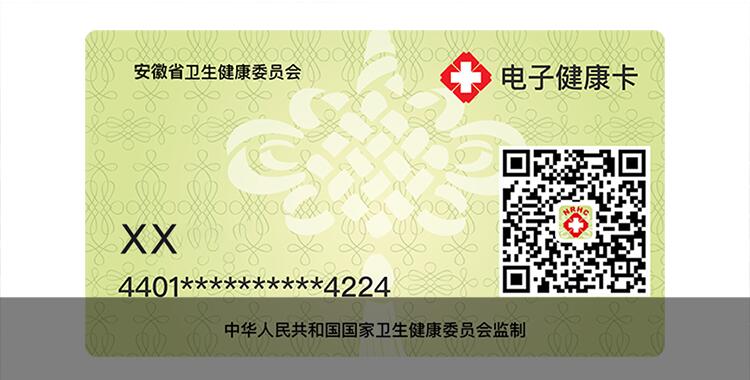 安徽省卫生健康委员会
电子健康卡
NRHC
XX
4401**********4224
中华人民共和国国家卫生健康委员会监制